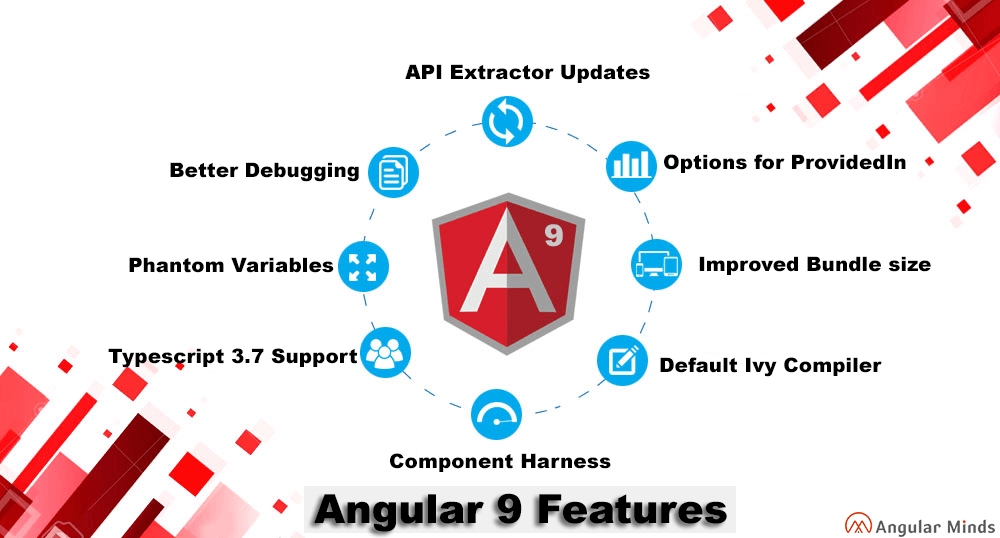 API Extractor Updates
Better Debugging
Options for ProvidedIn
A 9
Phantom Variables
Improved Bundle size
Typescript 3.7 Support
Default Ivy Compiler
Component Harness
Angular 9 Features
Angular Minds